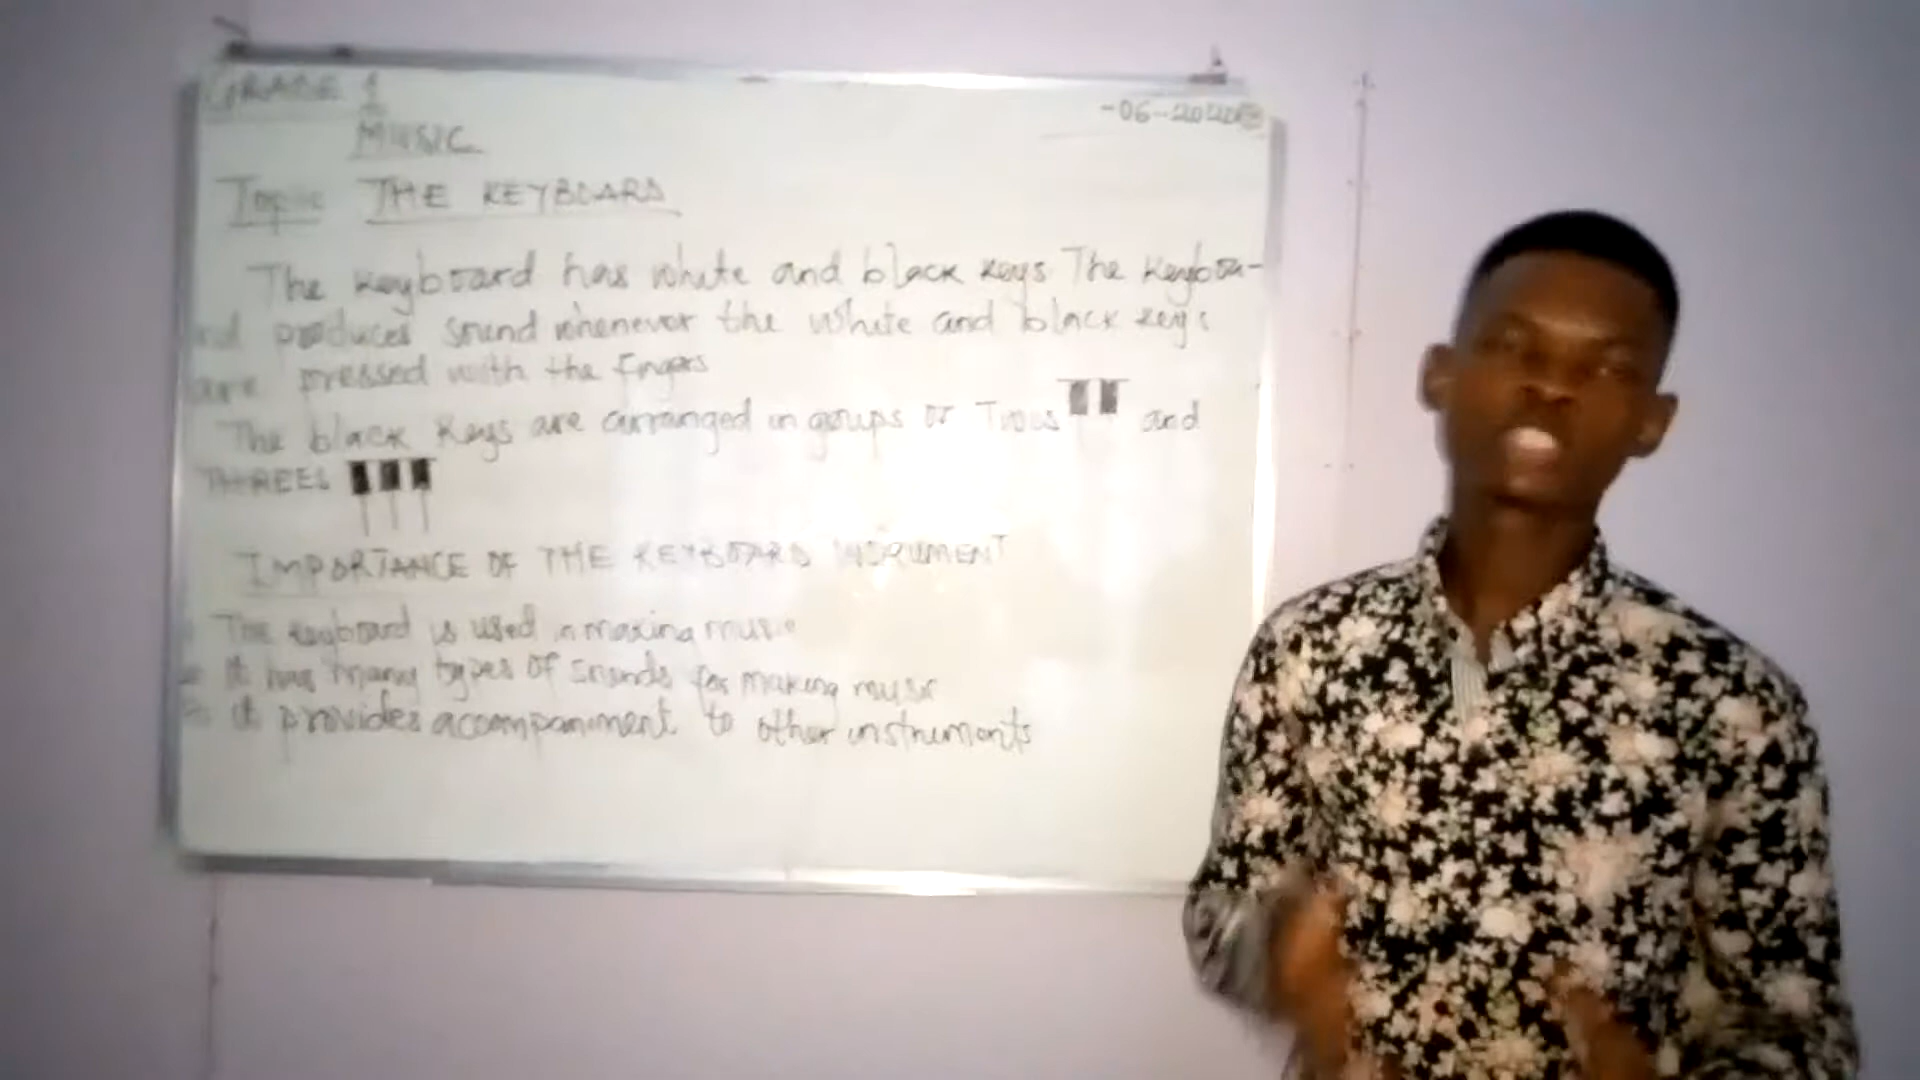 GRADE 1
-06-2020
MUSIC
Topic THE KEYBOARD
The keyboard has white and black keys The keyboa-
rd produces sound whenever the white and black keys
are pressed with the fingers
The black keys are arranged in groups of Twos and
THREES
IMPORTANCE OF THE KEYBOARD INSRUMENT
The keyboard is used in making music
It has many types of sounds for making music
It provides accompaniment to other instruments